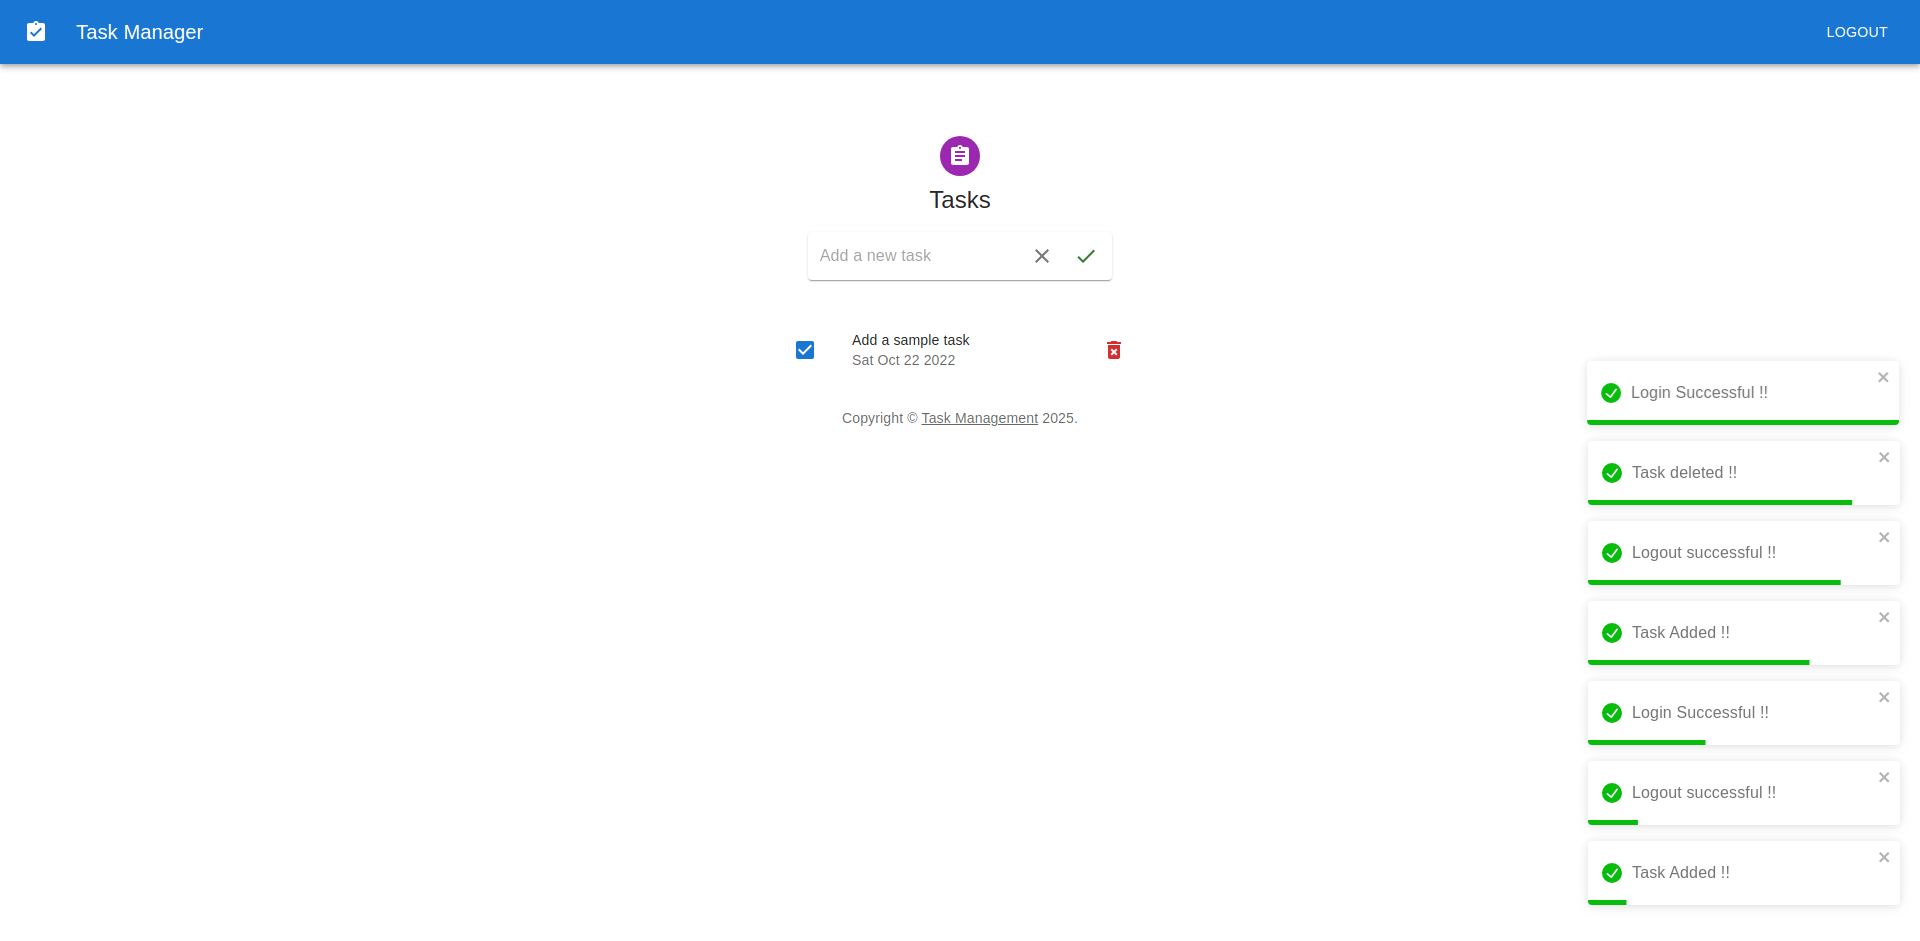 Task Manager
LOGOUT
Tasks
Add a new task
Add a sample task
Sat Oct 22 2022
Copyright © Task Management 2025.
Login Successful !!
Task deleted !!
Logout successful !!
Task Added !!
Login Successful !!
Logout successful !!
Task Added !!